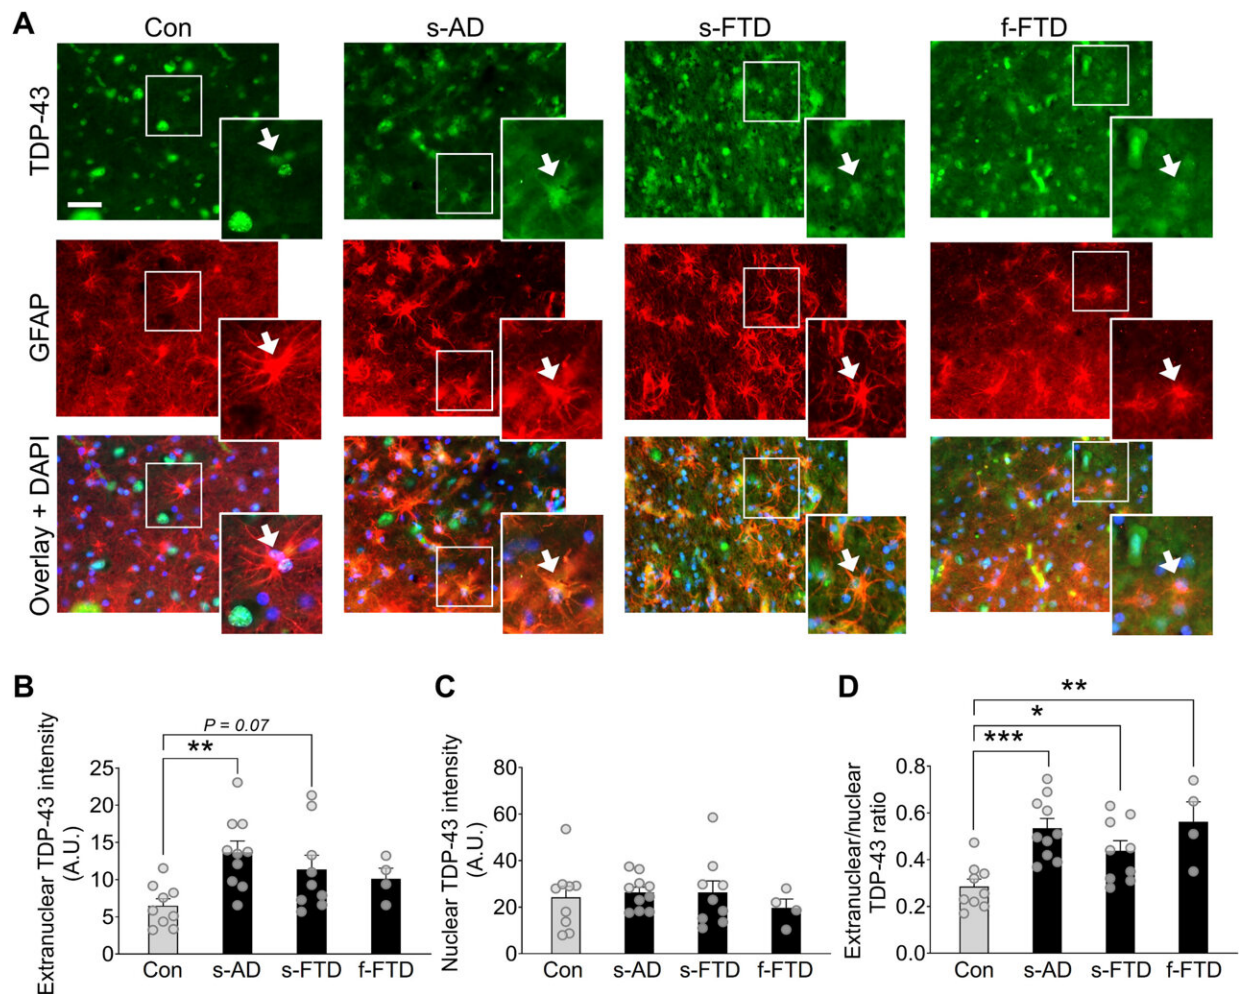 A
Con
s-AD
s-FTD
f-FTD
TDP-43
GFAP
Overlay + DAPI
B
Extranuclear TDP-43 intensity
(A.U.)
P = 0.07
**
25
20
15
10
5
0
Con
s-AD
s-FTD
f-FTD
C
Nuclear TDP-43 intensity
(A.U.)
80
60
40
20
0
Con
s-AD
s-FTD
f-FTD
D
Extranuclear/nuclear
TDP-43 ratio
**
*
***
0.8
0.6
0.4
0.2
0.0
Con
s-AD
s-FTD
f-FTD